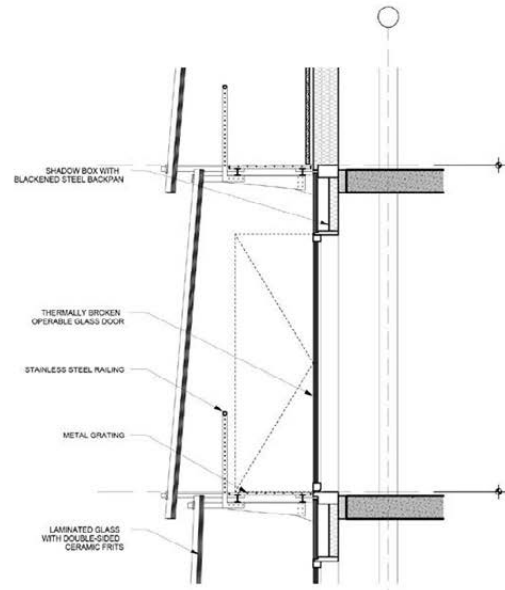 SHADOW BOX WITH
BLACKENED STEEL BACKPAN
THERMALLY BROKEN
OPERABLE GLASS DOOR
STAINLESS STEEL RAILING
METAL GRATING
LAMINATED GLASS
WITH DOUBLE-SIDED
CERAMIC FRITS